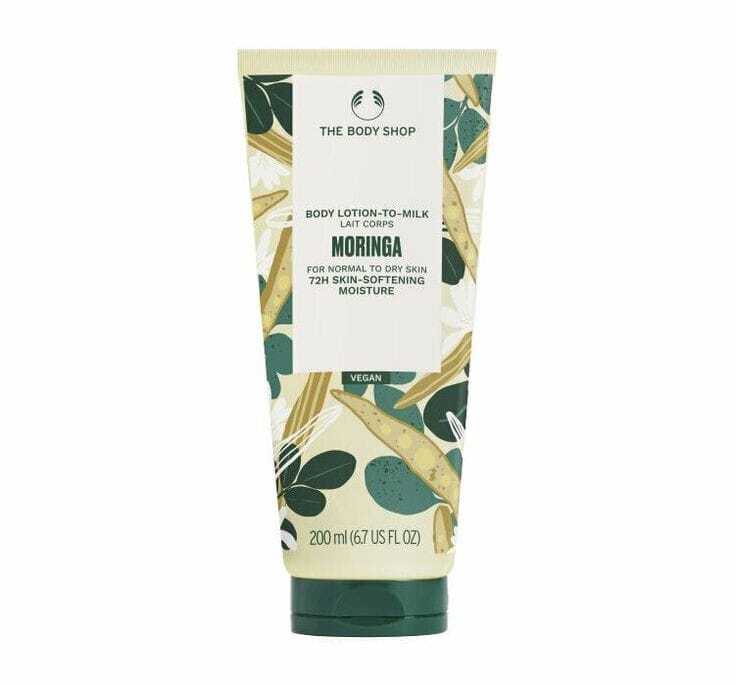 THE BODY SHOP
BODY LOTION-TO-MILK
LAIT CORPS
MORINGA
FOR NORMAL TO DRY SKIN
72H SKIN-SOFTENING
MOISTURE
VEGAN
200 ml (6.7 US FL OZ)